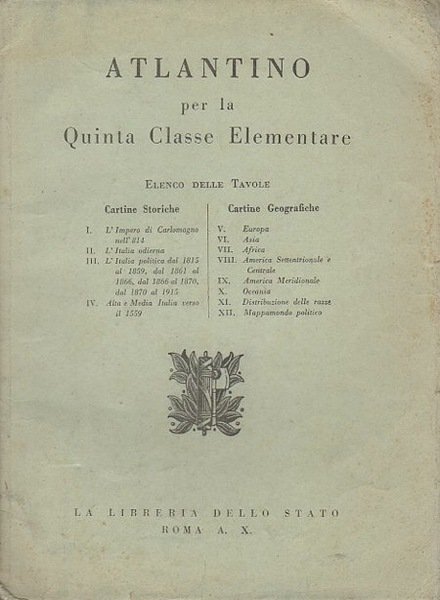 ATLANTINO
per la
Quinta Classe Elementare
ELENCO DELLE TAVOLE
Cartine Storiche
I. L'Impero di Carlomagno
nell'814
II. L'Italia odierna
III. L'Italia politica dal 1815
al 1859, dal 1861 al
1866, dal 1866 al 1870,
dal 1870 al 1915
IV. Alta e Media Italia verso
il 1559
Cartine Geografiche
V. Europa
VI. Asia
VII. Africa
VIII. America Settentrionale e
Centrale
IX. America Meridionale
X. Oceania
XI. Distribuzione delle razze
XII. Mappamondo politico
LA LIBRERIA DELLO STATO
ROMA A. X.